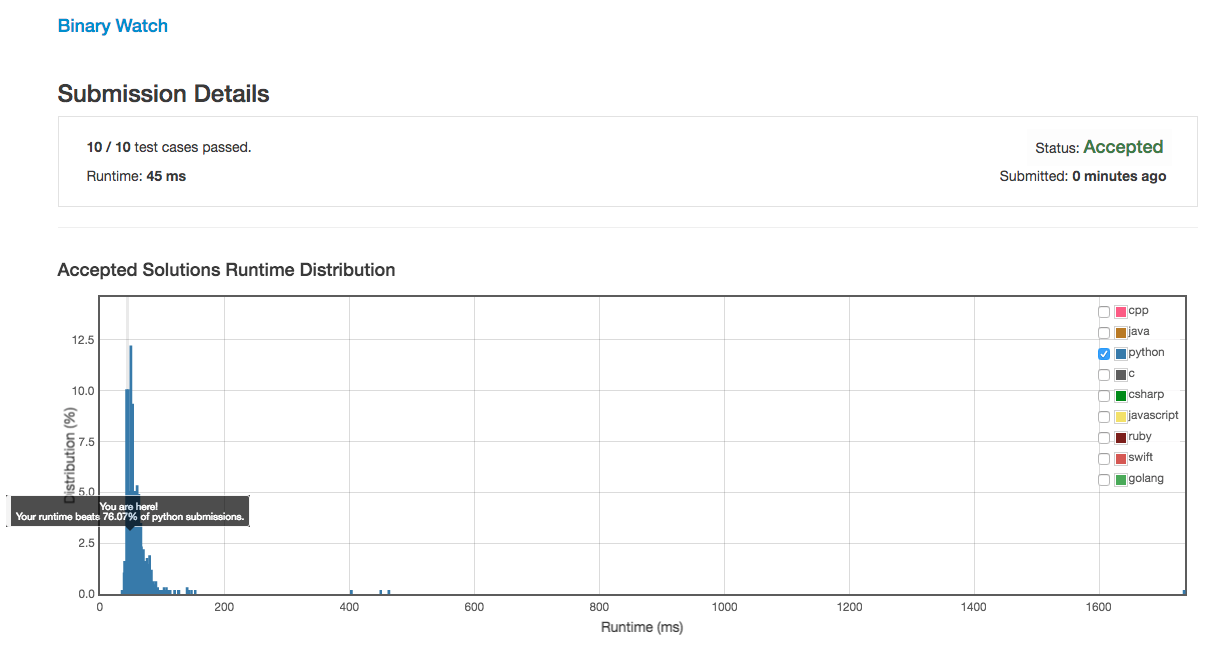 Binary Watch
Submission Details
10 / 10 test cases passed.
Status: Accepted
Runtime: 45 ms
Submitted: 0 minutes ago
Accepted Solutions Runtime Distribution
Distribution (%)
12.5
10.0
7.5
5.0
2.5
0.0
You are here!
Your runtime beats 76.07% of python submissions.
cpp
java
python
c
csharp
javascript
ruby
swift
golang
0 200 400 600 800 1000 1200 1400 1600
Runtime (ms)